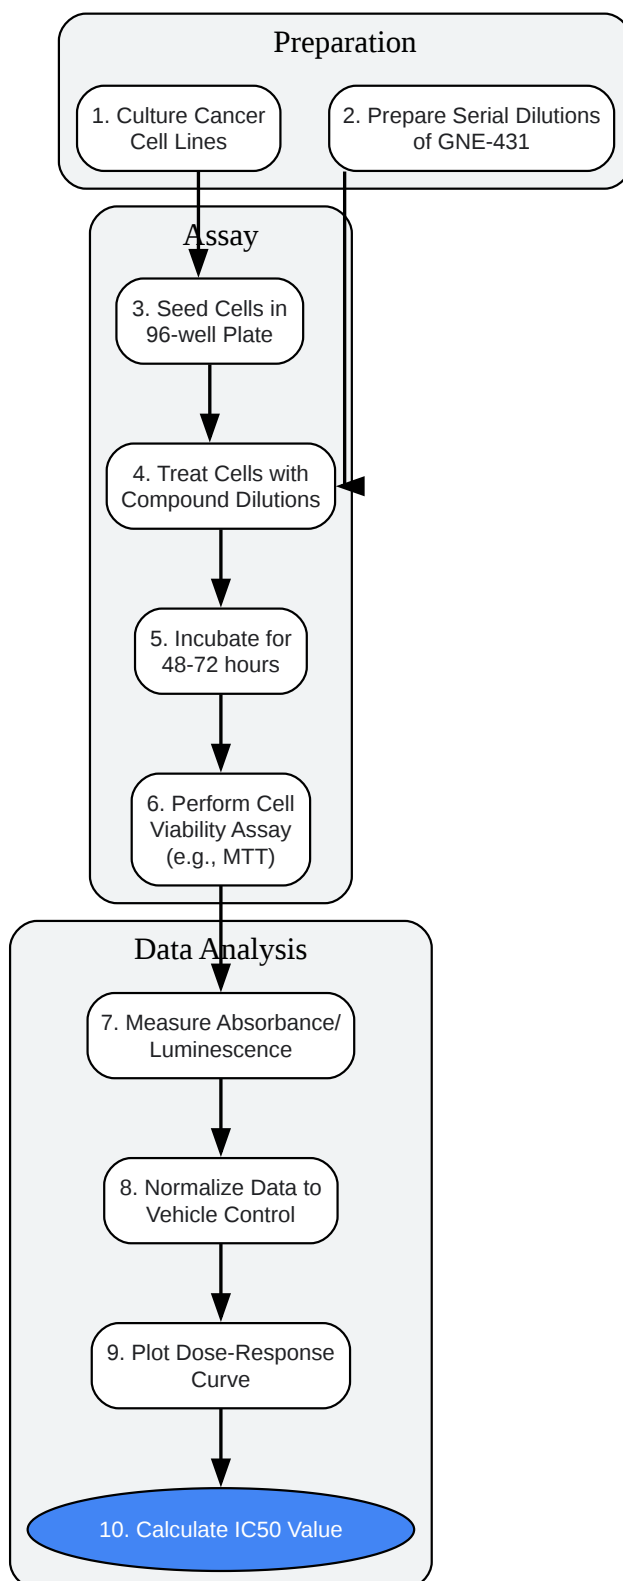 Preparation
1. Culture Cancer
Cell Lines
2. Prepare Serial Dilutions
of GNE-431
Assay
3. Seed Cells in
96-well Plate
4. Treat Cells with
Compound Dilutions
5. Incubate for
48-72 hours
6. Perform Cell
Viability Assay
(e.g., MTT)
Data Analysis
7. Measure Absorbance/
Luminescence
8. Normalize Data to
Vehicle Control
9. Plot Dose-Response
Curve
10. Calculate IC50 Value